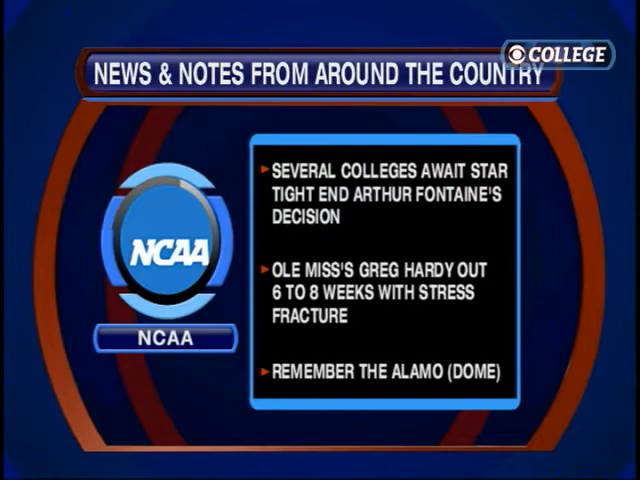 COLLEGE
NEWS & NOTES FROM AROUND THE COUNTRY
SEVERAL COLLEGES AWAIT STAR
TIGHT END ARTHUR FONTAINE'S
DECISION
NCAA
OLE MISS'S GREG HARDY OUT
6 TO 8 WEEKS WITH STRESS
FRACTURE
NCAA
REMEMBER THE ALAMO (DOME)